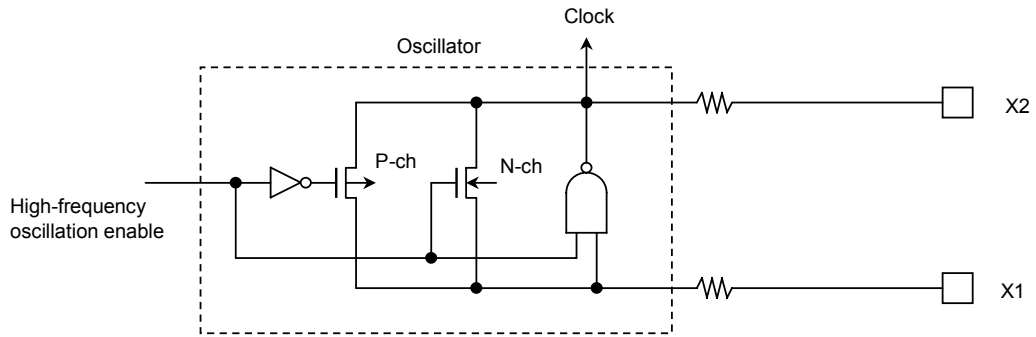 Clock
Oscillator
X2
P-ch
N-ch
High-frequency
oscillation enable
X1